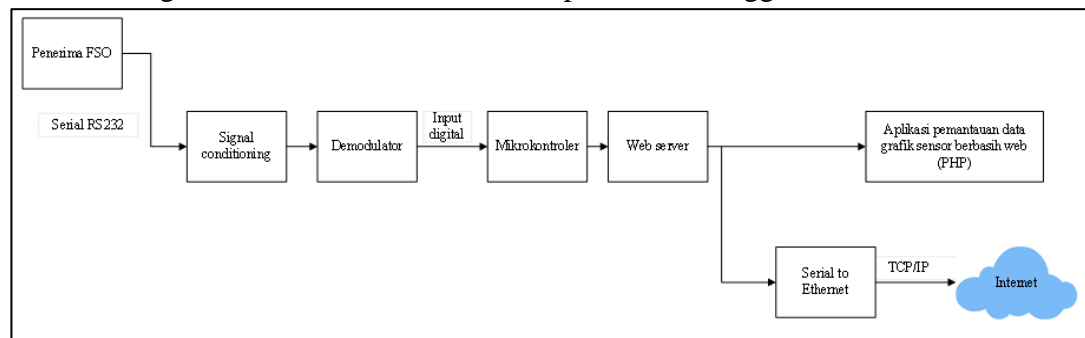 Penerima FSO
Serial RS232
Signal
conditioning
Demodulator
Input
digital
Mikrokontroler
Web server
Aplikasi pemantauan data
grafik sensor berbasih web
(PHP)
Serial to
Ethernet
TCP/IP
Internet